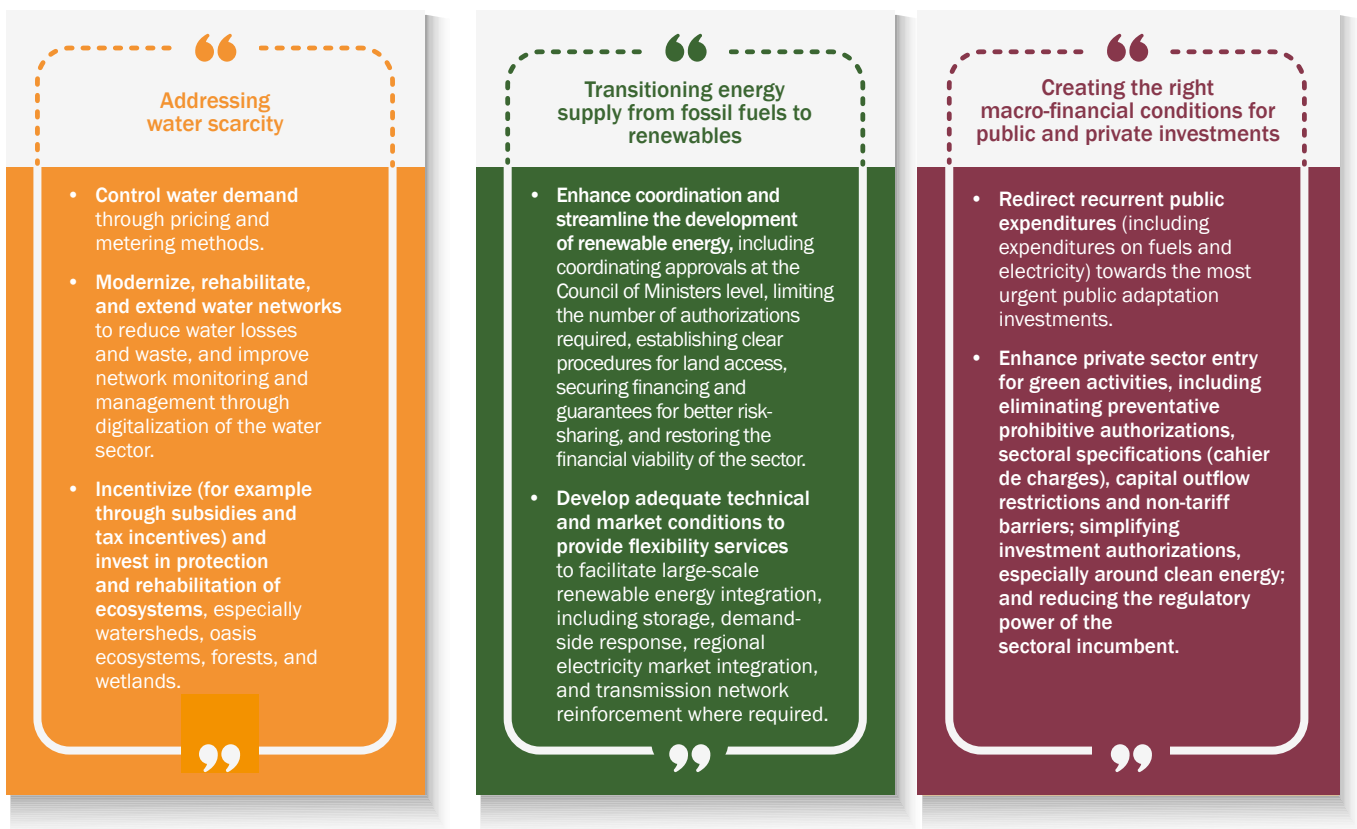 Addressing
water scarcity
• Control water demand
through pricing and
metering methods.
• Modernize, rehabilitate,
and extend water networks
to reduce water losses
and waste, and improve
network monitoring and
management through
digitalization of the water
sector.
• Incentivize (for example
through subsidies and
tax incentives) and
invest in protection
and rehabilitation of
ecosystems, especially
watersheds, oasis
ecosystems, forests, and
wetlands.
Transitioning energy
supply from fossil fuels to
renewables
• Enhance coordination and
streamline the development
of renewable energy, including
coordinating approvals at the
Council of Ministers level, limiting
the number of authorizations
required, establishing clear
procedures for land access,
securing financing and
guarantees for better risk-
sharing, and restoring the
financial viability of the sector.
• Develop adequate technical
and market conditions to
provide flexibility services
to facilitate large-scale
renewable energy integration,
including storage, demand-
side response, regional
electricity market integration,
and transmission network
reinforcement where required.
Creating the right
macro-financial conditions for
public and private investments
• Redirect recurrent public
expenditures (including
expenditures on fuels and
electricity) towards the most
urgent public adaptation
investments.
• Enhance private sector entry
for green activities, including
eliminating preventative
prohibitive authorizations,
sectoral specifications (cahier
de charges), capital outflow
restrictions and non-tariff
barriers; simplifying
investment authorizations,
especially around clean energy;
and reducing the regulatory
power of the
sectoral incumbent.